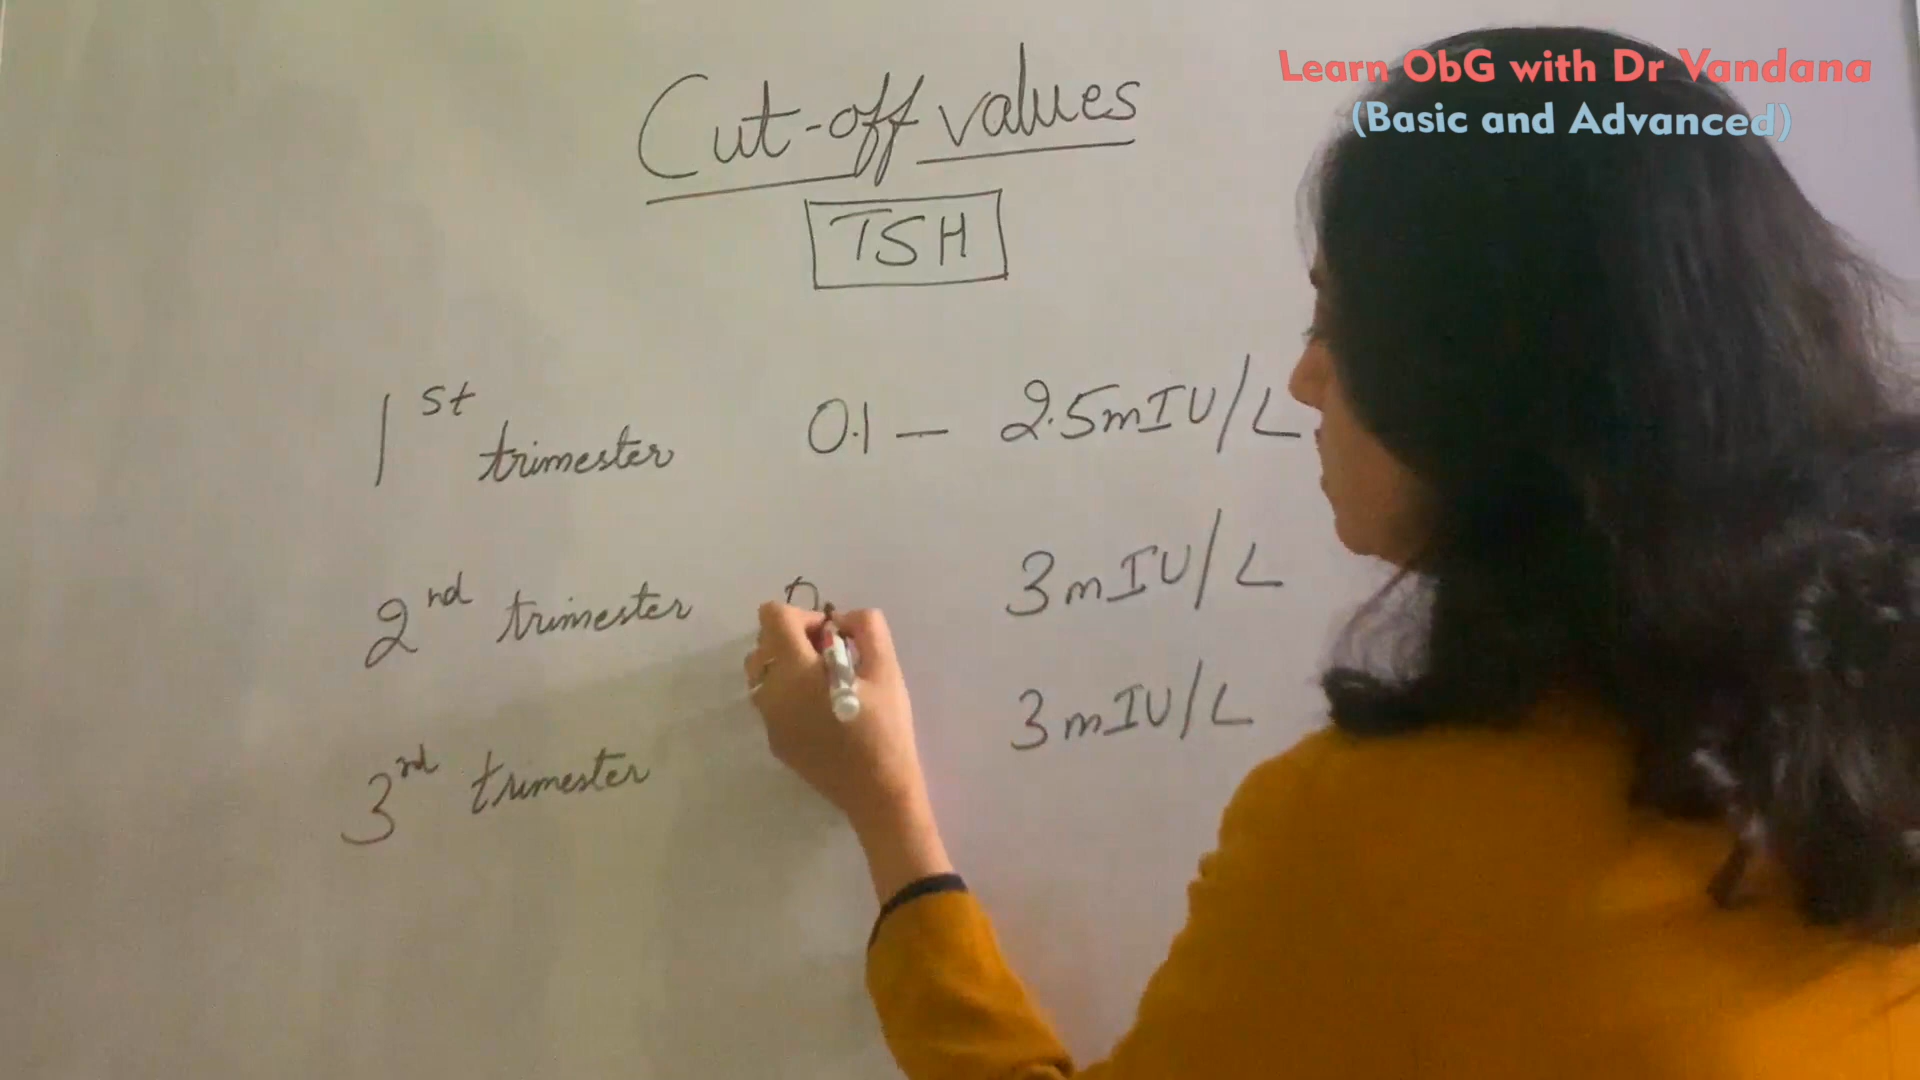 Learn ObG with Dr Vandana
(Basic and Advanced)
Cut-off values
TSH
1st trimester 0.1 — 2.5mIU/L
2nd trimester 0. 3mIU/L
3rd trimester 3mIU/L